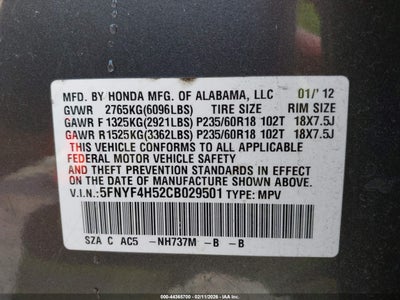 MFD. BY HONDA MFG. OF ALABAMA, LLC 01/'12
GVWR 2765KG(6096LBS) TIRE SIZE RIM SIZE
GAWR F 1325KG(2921LBS) P235/60R18 102T 18X7.5J
GAWR R1525KG(3362LBS) P235/60R18 102T 18X7.5J
THIS VEHICLE CONFORMS TO ALL APPLICABLE
FEDERAL MOTOR VEHICLE SAFETY
AND THEFT PREVENTION STANDARDS IN EFFECT
ON THE DATE OF MANUFACTURE SHOWN ABOVE.
V.I.N.: 5FNYF4H52CB029501 TYPE: MPV
SZA C AC5 -NH737M -B -B
© IAA 000-44365700 - 02/11/2026 - iaai.com